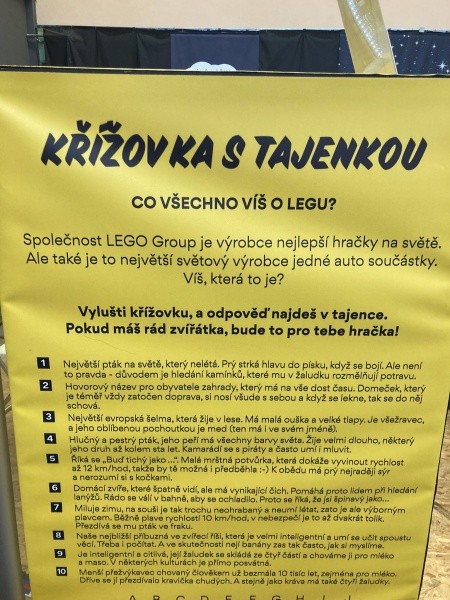 KŘÍŽOVKA S TAJENKOU
CO VŠECHNO VÍŠ O LEGU?
Společnost LEGO Group je výrobce nejlepší hračky na světě.
Ale také je to největší světový výrobce jedné auto součástky.
Víš, která to je?
Vylušti křížovku, a odpověď najdeš v tajence.
Pokud máš rád zvířátka, bude to pro tebe hračka!
1 Největší pták na světě, který nelétá. Prý strká hlavu do písku, když se bojí. Ale není
to pravda - důvodem je hledání kamínků, které mu v žaludku rozmělňují potravu.
2 Hovorový název pro obyvatele zahrady, který má na vše dost času. Domeček, který
je téměř vždy zatočen doprava, si nosí všude s sebou a když se lekne, tak se do něj
schová.
3 Největší evropská šelma, která žije v lese. Má malá ouška a velké tlapy. Je všežravec,
a jeho oblíbenou pochoutkou je med (ten má i ve svém jméně).
4 Hlučný a pestrý pták, jeho peří má všechny barvy světa. Žije velmi dlouho, některý
jeho druh až kolem sta let. Kamarádí se s piráty a často umí i mluvit.
5 Říká se „Buď tichý jako ...". Malá mrštná potvůrka, která dokáže vyvinout rychlost
až 12 km/hod, takže by tě možná i předběhla :-) K obědu má prý nejraději sýr
a nerozumí si s kočkami.
6 Domácí zvíře, které špatně vidí, ale má vynikající čich. Pomáhá proto lidem při hledání
lanýžů. Rádo se válí v bahně, aby se ochladilo. Proto se říká, že jí špinavý jako...
7 Miluje zimu, na souši je tak trochu neohrabaný a neumí létat, zato je ale výborným
plavcem. Běžně plave rychlostí 10 km/hod, v nebezpečí je to až dvakrát tolik.
Přezdívá se mu pták ve fraku.
8 Naše nejbližší příbuzná ve zvířecí říši, která je velmi inteligentní a umí se učit spoustu
věcí. Třeba i počítat. A ve skutečnosti nejí banány zas tak často, jak si myslíme.
9 Je inteligentní a citlivá, její žaludek se skládá ze čtyř částí a chováme ji pro mléko
a maso. V některých kulturách je přímo posvátná.
10 Menší přežvýkavec chovaný člověkem už bezmála 10 tisíc let, zejména pro mléko.
Dříve se jí přezdívalo kravička chudých. A stejně jako kráva má také čtyři žaludky.
A B C D E F G H I J